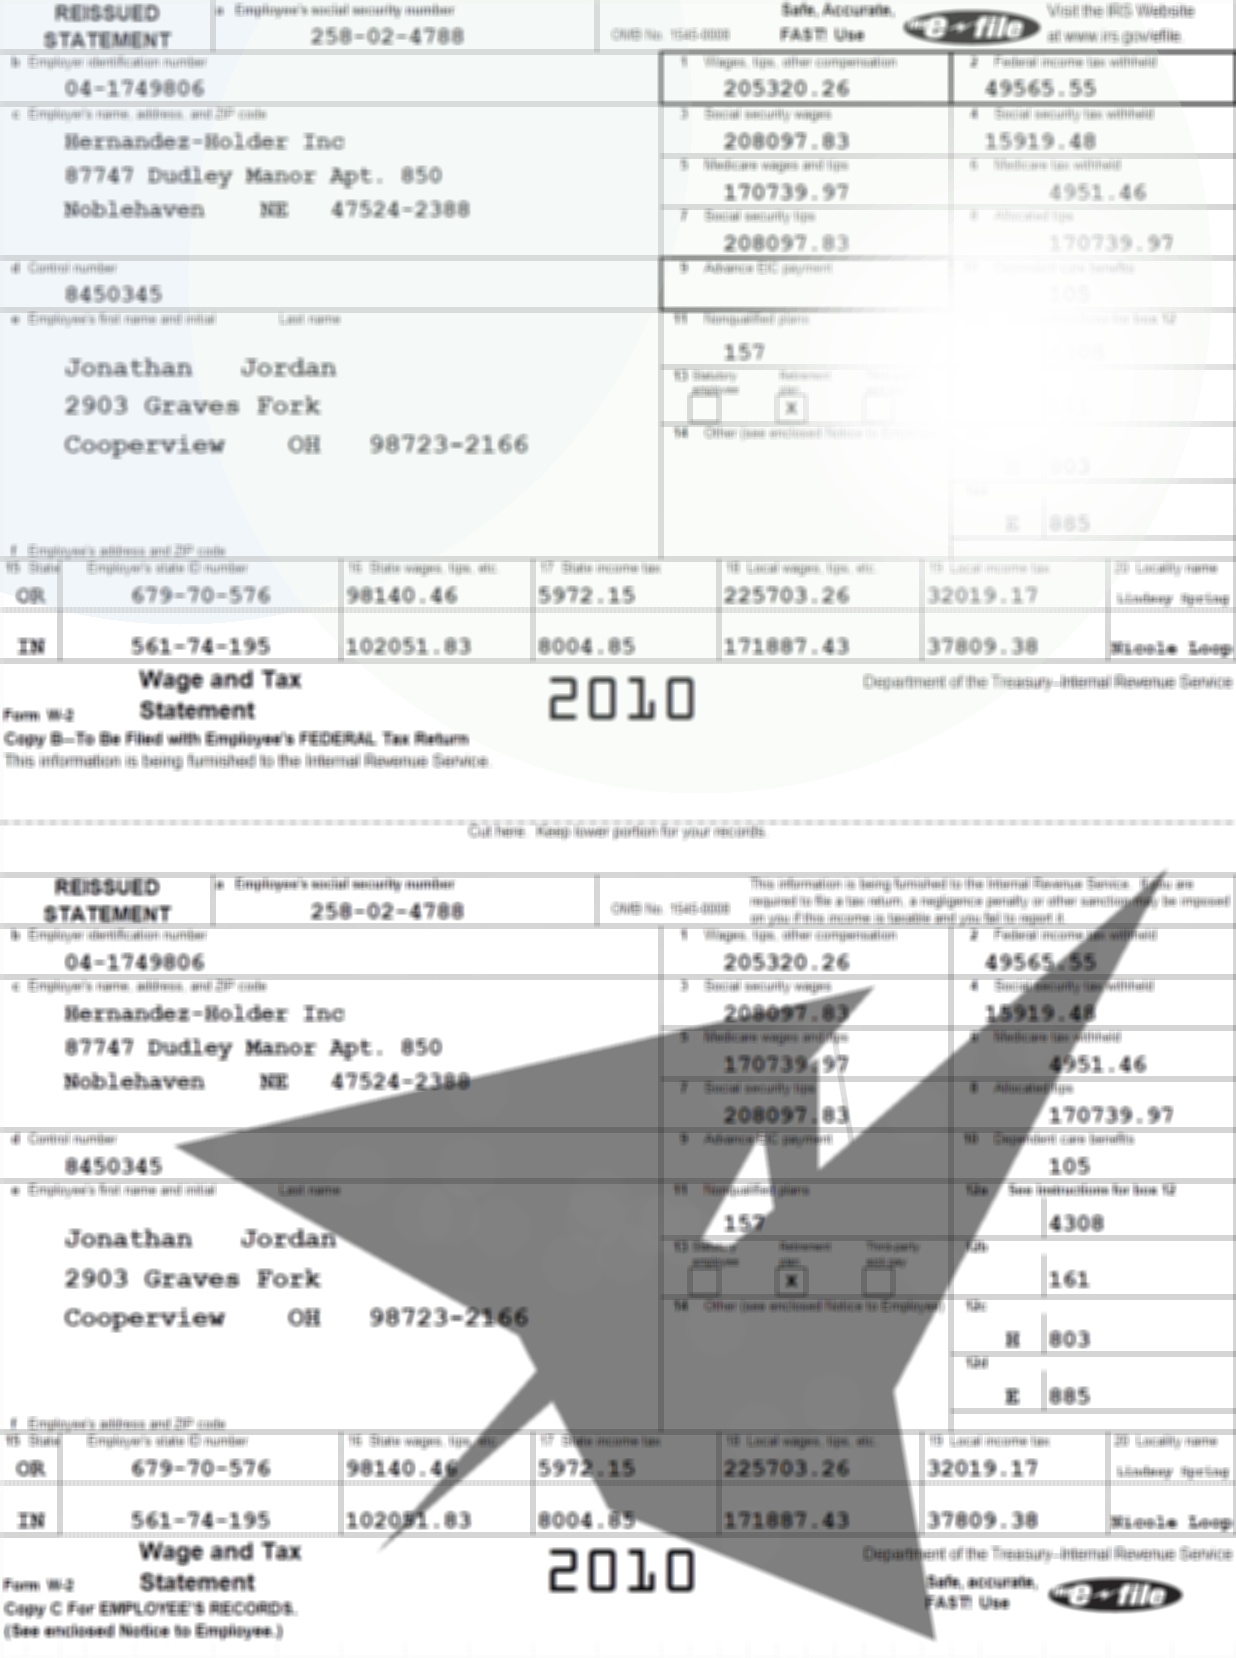 REISSUED STATEMENT
a Employee's social security number
258-02-4788
OMB No. 1545-0008
Safe, Accurate, FAST! Use
e file
Visit the IRS Website at www.irs.gov/efile.
b Employer identification number
04-1749806
1 Wages, tips, other compensation
205320.26
2 Federal income tax withheld
49565.55
c Employer's name, address, and ZIP code
Hernandez-Holder Inc
87747 Dudley Manor Apt. 850
Noblehaven NE 47524-2388
3 Social security wages
208097.83
4 Social security tax withheld
15919.48
5 Medicare wages and tips
170739.97
6 Medicare tax withheld
4951.46
7 Social security tips
208097.83
8 Allocated tips
170739.97
d Control number
8450345
9 Advance EIC payment
10 Dependent care benefits
105
e Employee's first name and initial Last name
Jonathan Jordan
2903 Graves Fork
Cooperview OH 98723-2166
11 Nonqualified plans
157
for box 12
13 Statutory employee
Retirement plan
X
14 Other (see enclosed Notice to
803
E 885
f Employee's address and ZIP code
15 State Employer's state ID number 16 State wages, tips, etc. 17 State income tax 18 Local wages, tips, etc. 19 Local income tax 20 Locality name
OR 679-70-576 98140.46 5972.15 225703.26 32019.17 Lindsey Spring
IN 561-74-195 102051.83 8004.85 171887.43 37809.38 Nicole Loop
Wage and Tax
Form W-2 Statement
2010
Department of the Treasury–Internal Revenue Service
Copy B–To Be Filed with Employee's FEDERAL Tax Return
This information is being furnished to the Internal Revenue Service.
Cut here. Keep lower portion for your records.
REISSUED STATEMENT
a Employee's social security number
258-02-4788
OMB No. 1545-0008
This information is being furnished to the Internal Revenue Service. If you are
required to file a tax return, a negligence penalty or other sanction may be imposed
on you if this income is taxable and you fail to report it.
b Employer identification number
04-1749806
1 Wages, tips, other compensation
205320.26
2 Federal income tax withheld
49565.55
c Employer's name, address, and ZIP code
Hernandez-Holder Inc
87747 Dudley Manor Apt. 850
Noblehaven NE 47524-2388
3 Social security wages
208097.83
4 Social security tax withheld
15919.48
5 Medicare wages and tips
170739.97
6 Medicare tax withheld
4951.46
7 Social security tips
208097.83
8 Allocated tips
170739.97
d Control number
8450345
9 Advance EIC payment
10 Dependent care benefits
105
e Employee's first name and initial Last name
Jonathan Jordan
2903 Graves Fork
Cooperview OH 98723-2166
11 Nonqualified plans
157
12a See instructions for box 12
4308
13 Statutory employee
Retirement plan
X
Third-party sick pay
12b
161
14 Other (see enclosed Notice to Employee)
12c
H 803
12d
E 885
f Employee's address and ZIP code
15 State Employer's state ID number 16 State wages, tips, etc. 17 State income tax 18 Local wages, tips, etc. 19 Local income tax 20 Locality name
OR 679-70-576 98140.46 5972.15 225703.26 32019.17 Lindsey Spring
IN 561-74-195 102051.83 8004.85 171887.43 37809.38 Nicole Loop
Wage and Tax
Form W-2 Statement
2010
Department of the Treasury–Internal Revenue Service
Safe, accurate, FAST! Use
e file
Copy C For EMPLOYEE'S RECORDS.
(See enclosed Notice to Employee.)